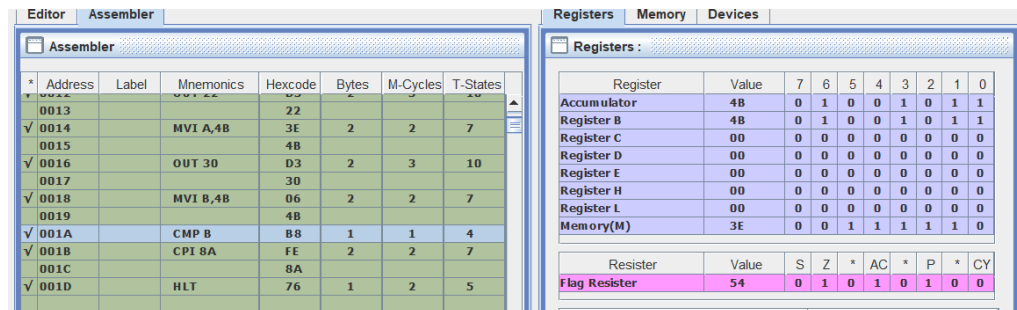 Editor Assembler
Assembler
* Address Label Mnemonics Hexcode Bytes M-Cycles T-States
√ 0012 OUT 22 D3 2 3 10
0013 22
√ 0014 MVI A,4B 3E 2 2 7
0015 4B
√ 0016 OUT 30 D3 2 3 10
0017 30
√ 0018 MVI B,4B 06 2 2 7
0019 4B
√ 001A CMP B B8 1 1 4
√ 001B CPI 8A FE 2 2 7
001C 8A
√ 001D HLT 76 1 2 5
Registers Memory Devices
Registers :
Register Value 7 6 5 4 3 2 1 0
Accumulator 4B 0 1 0 0 1 0 1 1
Register B 4B 0 1 0 0 1 0 1 1
Register C 00 0 0 0 0 0 0 0 0
Register D 00 0 0 0 0 0 0 0 0
Register E 00 0 0 0 0 0 0 0 0
Register H 00 0 0 0 0 0 0 0 0
Register L 00 0 0 0 0 0 0 0 0
Memory(M) 3E 0 0 1 1 1 1 1 0
Resister Value S Z * AC * P * CY
Flag Resister 54 0 1 0 1 0 1 0 0